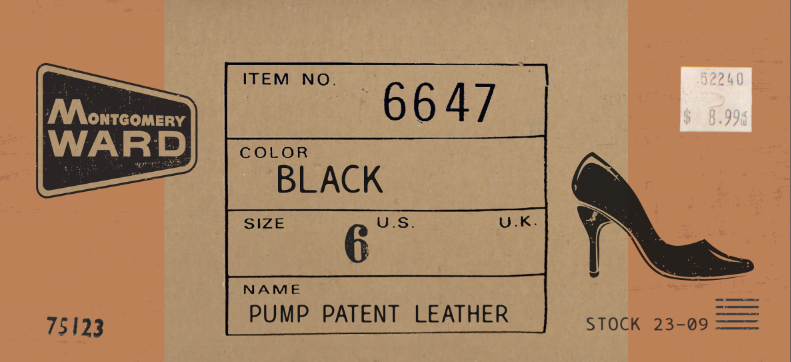 MONTGOMERY
WARD
ITEM NO. 6647
COLOR
BLACK
SIZE 6 U.S. U.K.
NAME
PUMP PATENT LEATHER
52240
$ 8.99
75123
STOCK 23-09